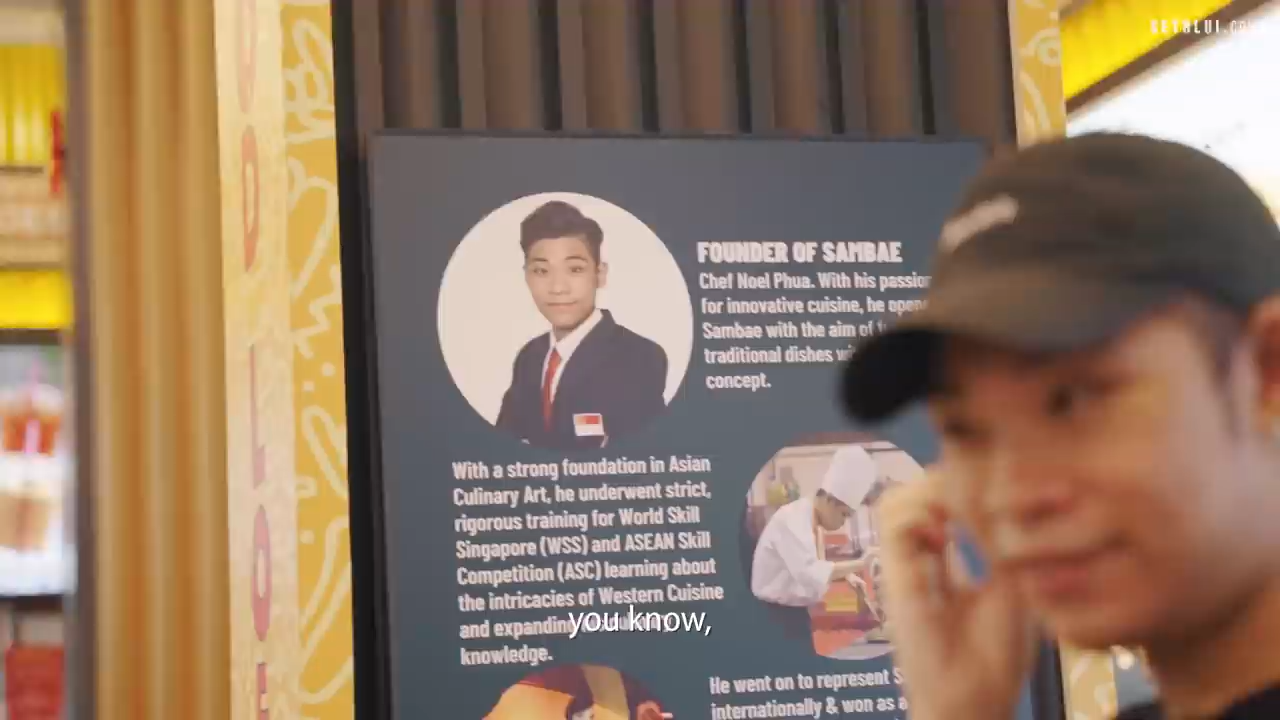 FOUNDER OF SAMBAE
Chef Noel Phua. With his passion
for innovative cuisine, he
Sambae with the aim of
traditional dishes
concept.
With a strong foundation in Asian
Culinary Art, he underwent strict,
rigorous training for World Skill
Singapore (WSS) and ASEAN Skill
Competition (ASC) learning about
the intricacies of Western Cuisine
and expanding
knowledge.
you know,
He went on to represent
internationally & won as a